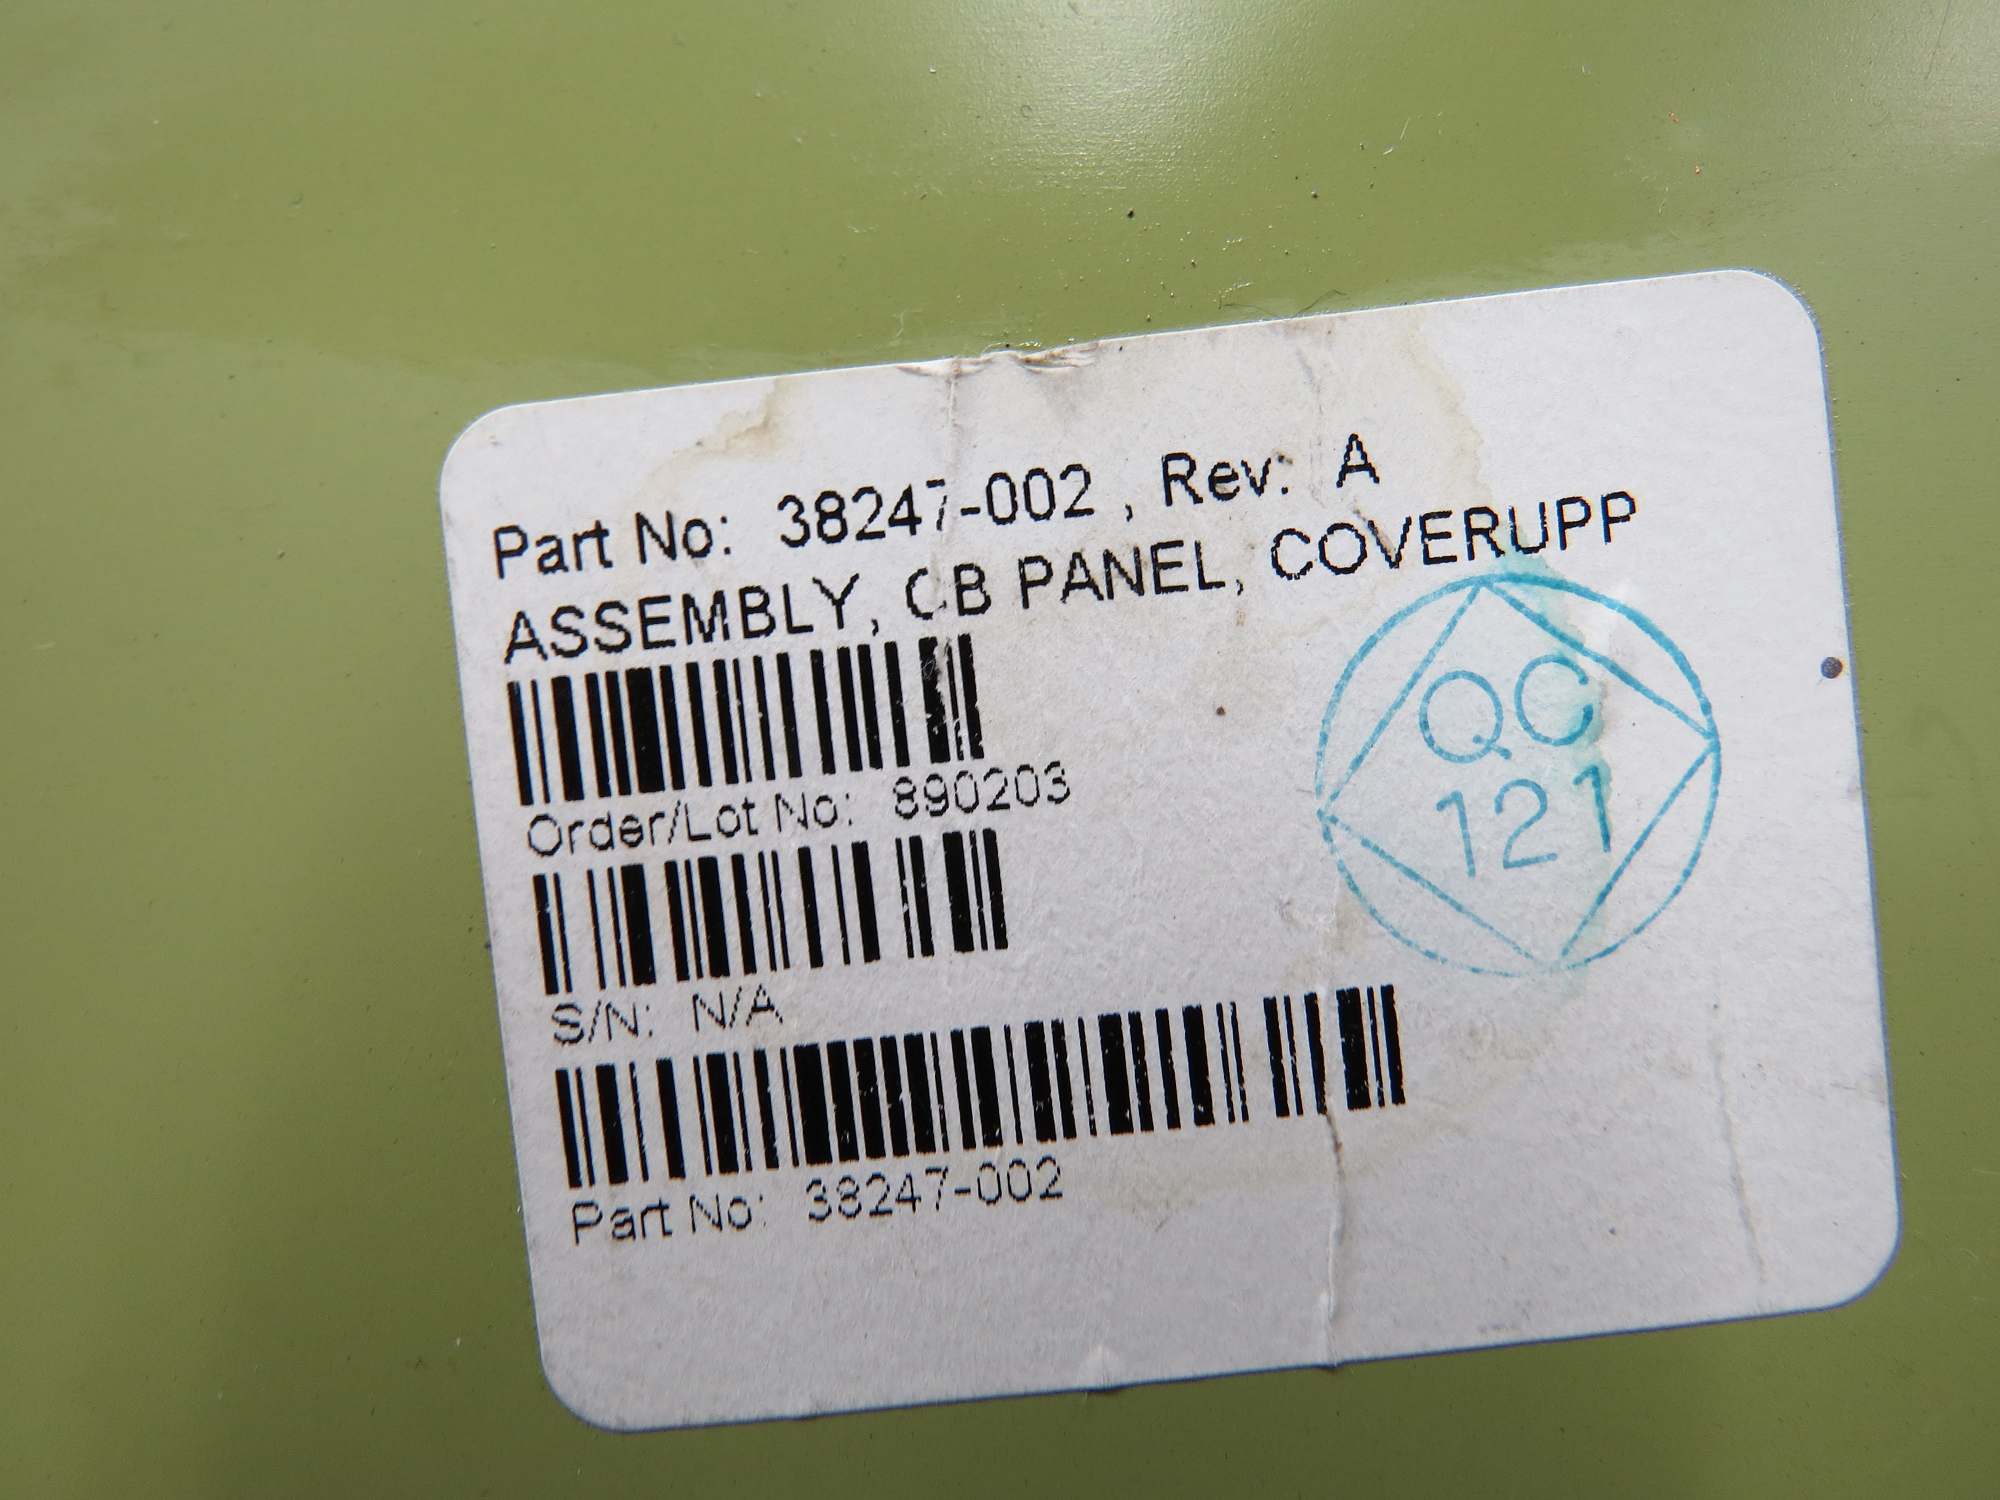 Part No: 38247-002 , Rev: A
ASSEMBLY, CB PANEL, COVERUPP
Order/Lot No: 890203
S/N: N/A
Part No: 38247-002
QC
121